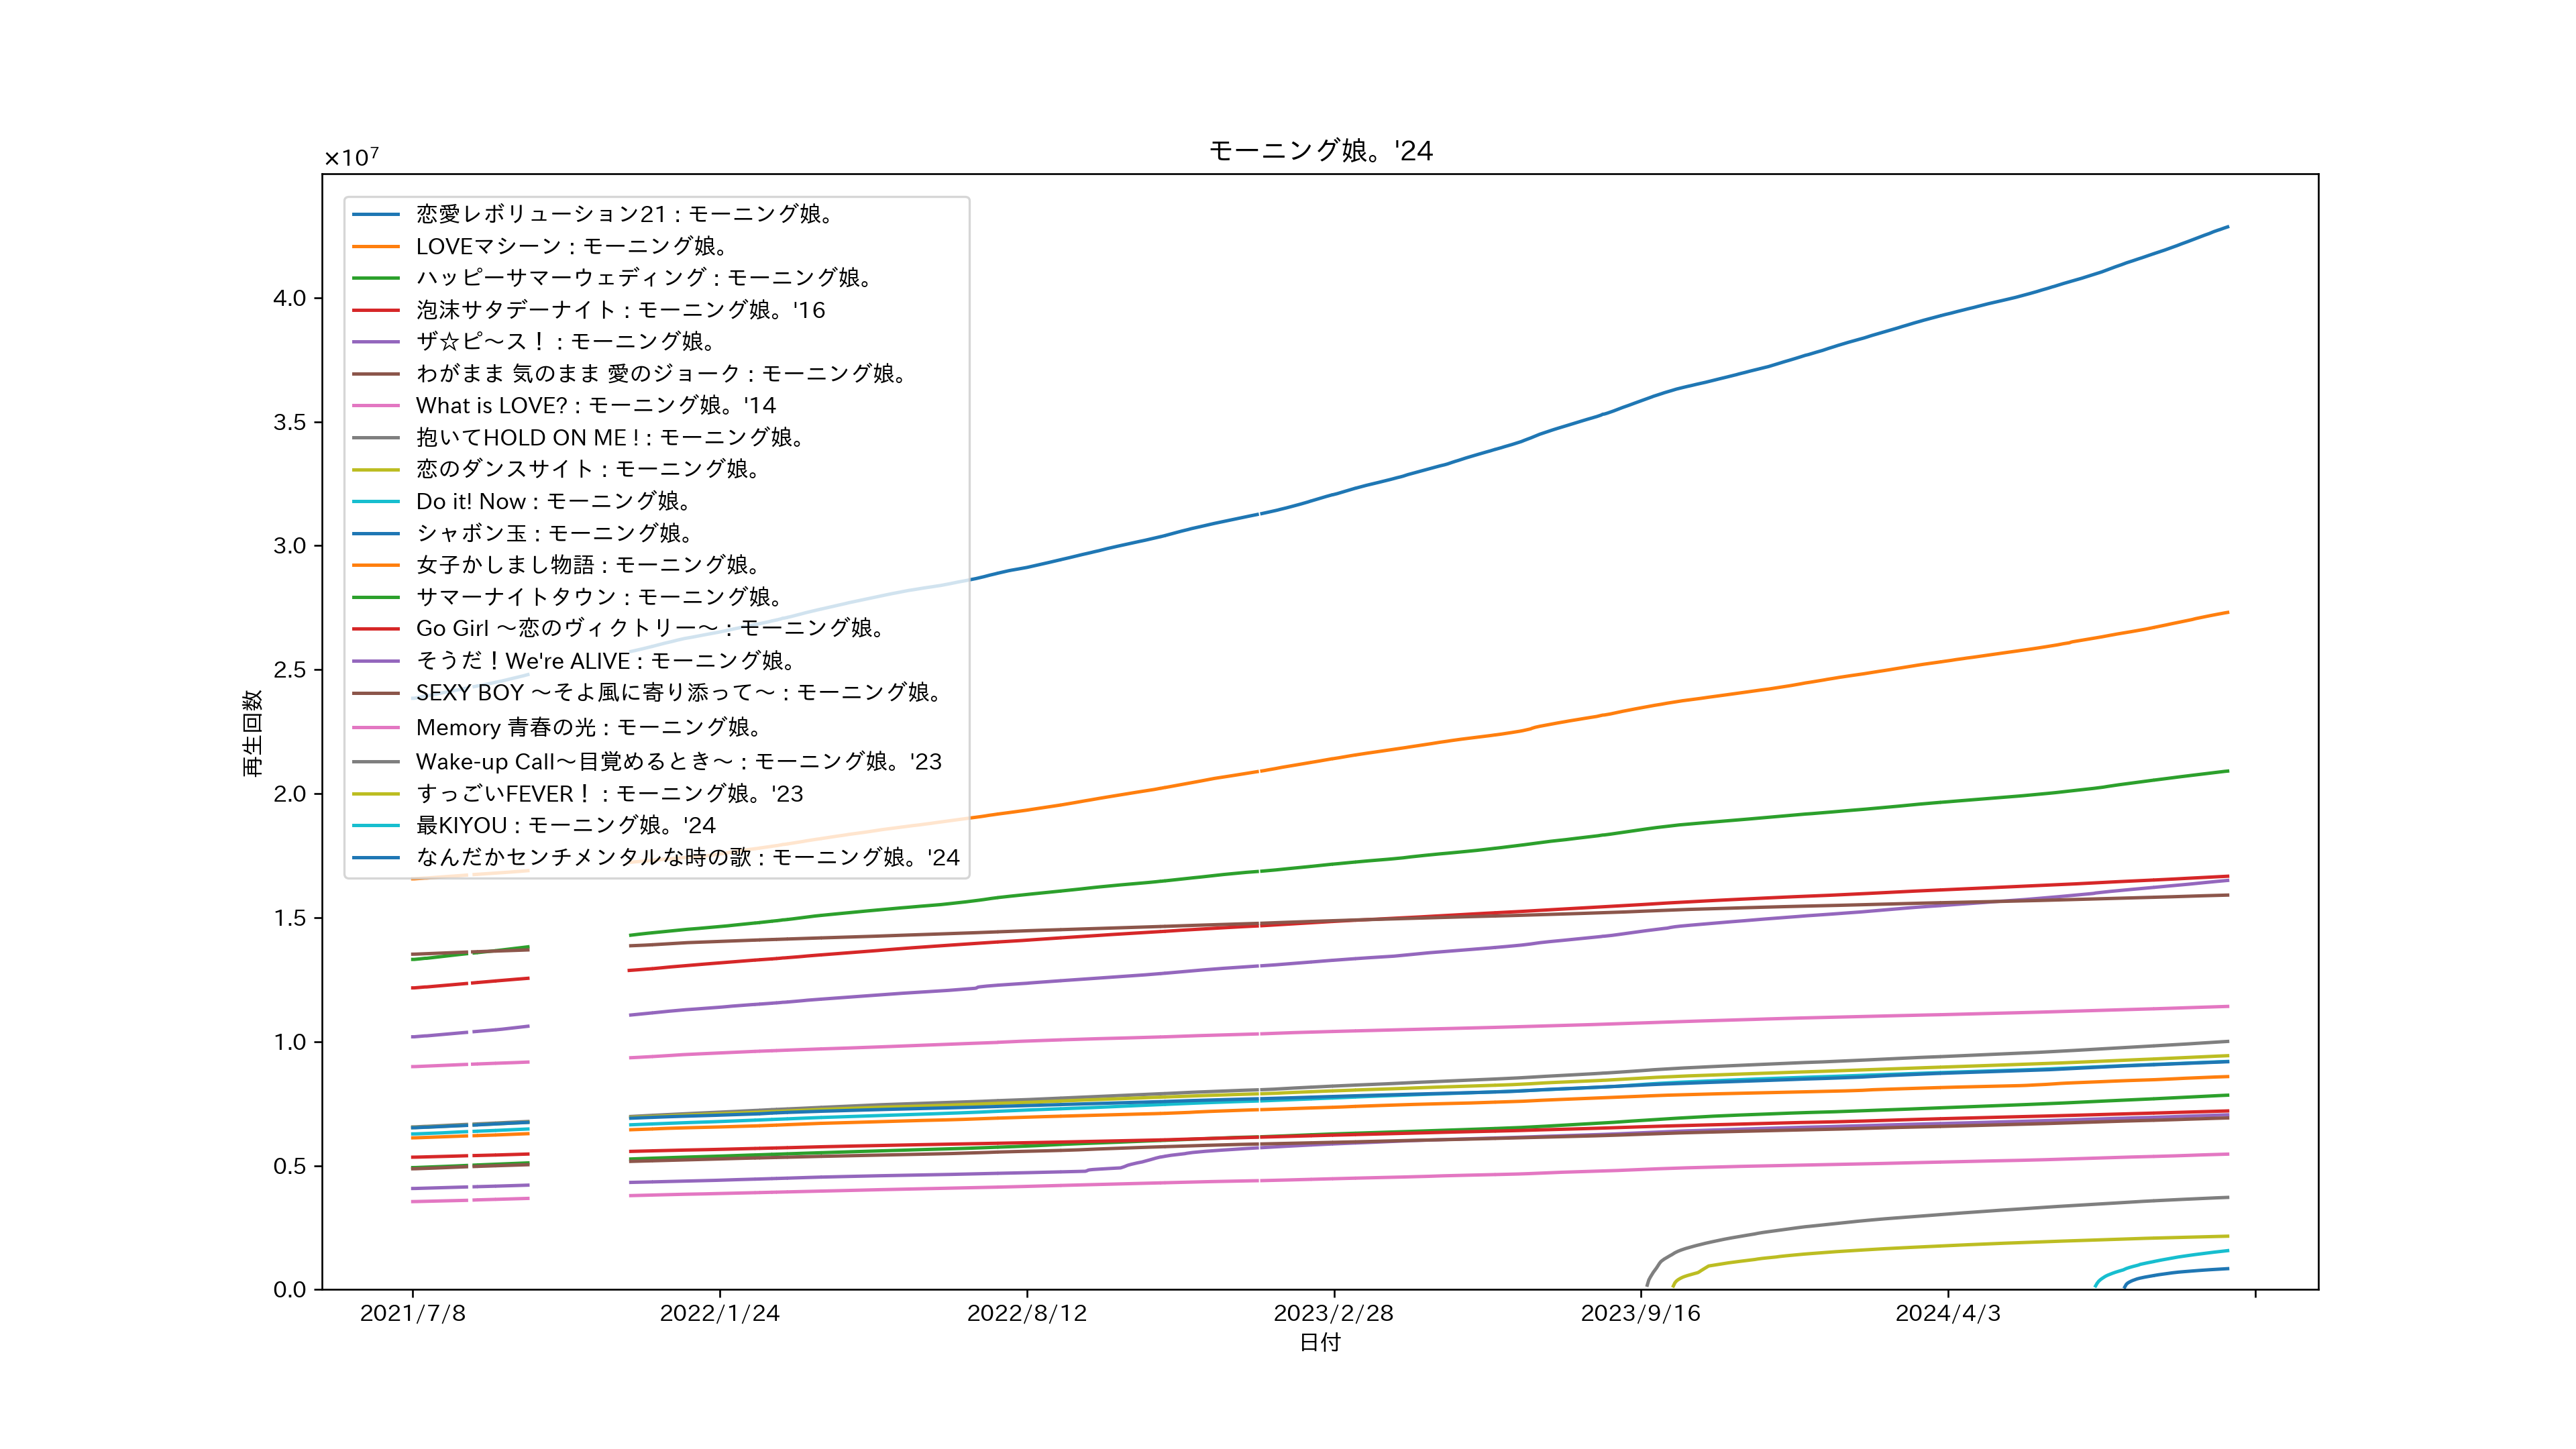 モーニング娘。'24
×10⁷
恋愛レボリューション21 : モーニング娘。
LOVEマシーン : モーニング娘。
ハッピーサマーウェディング : モーニング娘。
泡沫サタデーナイト : モーニング娘。'16
ザ☆ピ～ス！ : モーニング娘。
わがまま 気のまま 愛のジョーク : モーニング娘。
What is LOVE? : モーニング娘。'14
抱いてHOLD ON ME ! : モーニング娘。
恋のダンスサイト : モーニング娘。
Do it! Now : モーニング娘。
シャボン玉 : モーニング娘。
女子かしまし物語 : モーニング娘。
サマーナイトタウン : モーニング娘。
Go Girl ～恋のヴィクトリー～ : モーニング娘。
そうだ！We're ALIVE : モーニング娘。
SEXY BOY ～そよ風に寄り添って～ : モーニング娘。
Memory 青春の光 : モーニング娘。
Wake-up Call～目覚めるとき～ : モーニング娘。'23
すっごいFEVER！ : モーニング娘。'23
最KIYOU : モーニング娘。'24
なんだかセンチメンタルな時の歌 : モーニング娘。'24
4.0
3.5
3.0
2.5
2.0
1.5
1.0
0.5
0.0
再生回数
2021/7/8
2022/1/24
2022/8/12
2023/2/28
2023/9/16
2024/4/3
日付